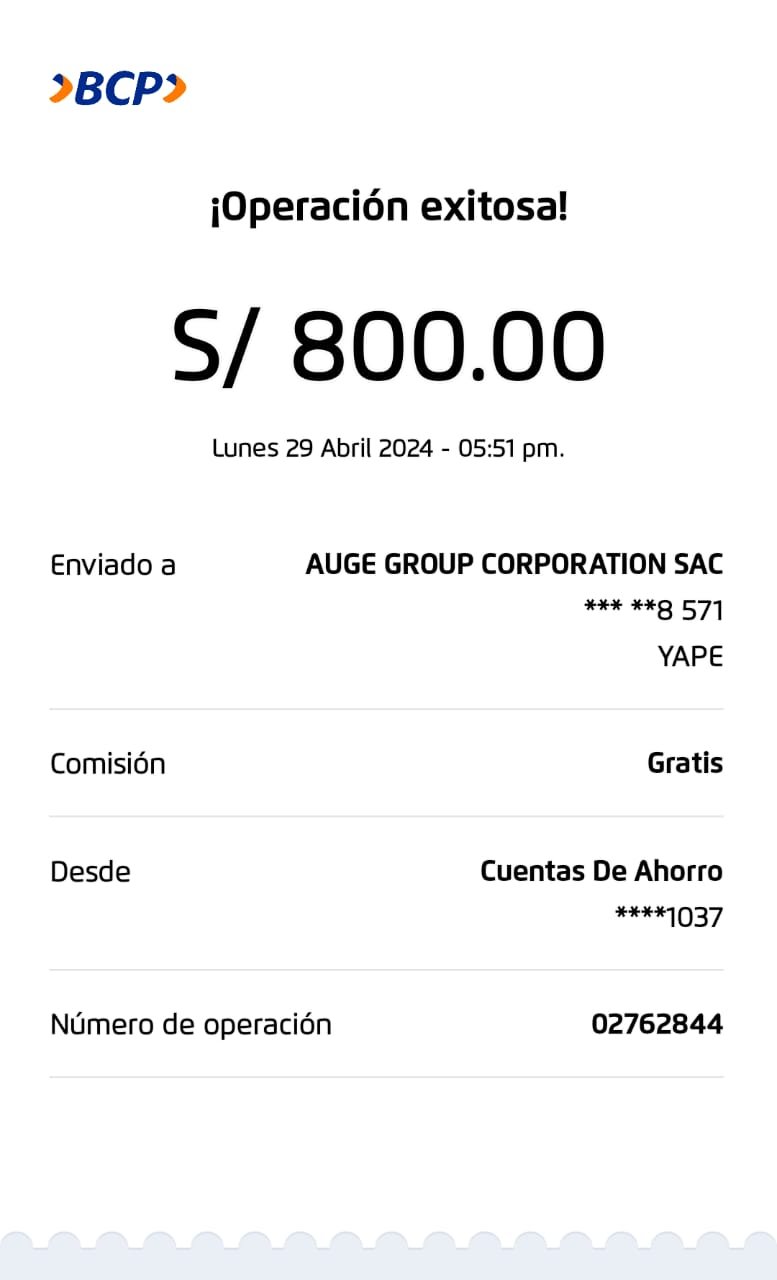 BCP
¡Operación exitosa!
S/ 800.00
Lunes 29 Abril 2024 - 05:51 pm.
Enviado a AUGE GROUP CORPORATION SAC
*** **8 571
YAPE
Comisión Gratis
Desde Cuentas De Ahorro
****1037
Número de operación 02762844